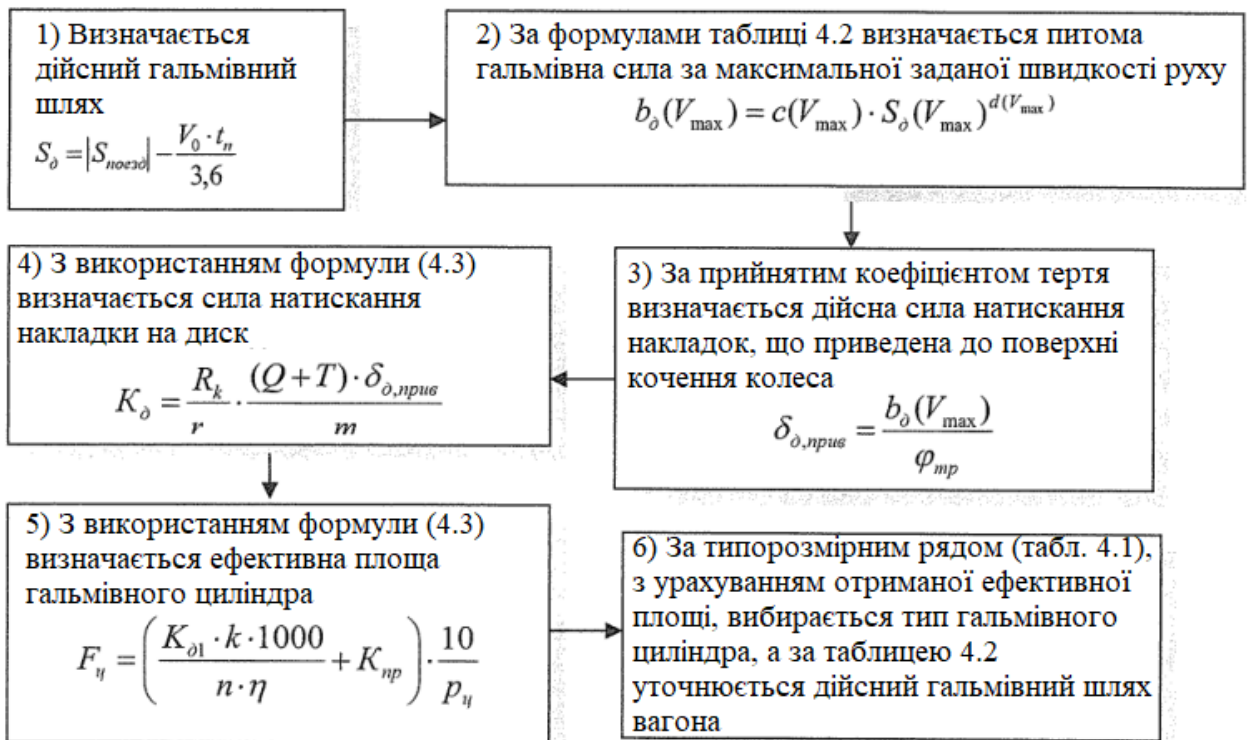 1) Визначається
дійсний гальмівний
шлях
S_д = |S_поезд| − (V_0 · t_п) / 3,6
2) За формулами таблиці 4.2 визначається питома
гальмівна сила за максимальної заданої швидкості руху
b_д(V_max) = c(V_max) · S_д(V_max)^{d(V_max)}
3) За прийнятим коефіцієнтом тертя
визначається дійсна сила натискання
накладок, що приведена до поверхні
кочення колеса
δ_{д,прив} = b_д(V_max) / φ_тр
4) З використанням формули (4.3)
визначається сила натискання
накладки на диск
K_д = (R_k / r) · ((Q + T) · δ_{д,прив}) / m
5) З використанням формули (4.3)
визначається ефективна площа
гальмівного циліндра
F_ц = ((K_{д1} · k · 1000) / (n · η) + K_пр) · 10 / p_ц
6) За типорозмірним рядом (табл. 4.1),
з урахуванням отриманої ефективної
площі, вибирається тип гальмівного
циліндра, а за таблицею 4.2
уточнюється дійсний гальмівний шлях
вагона